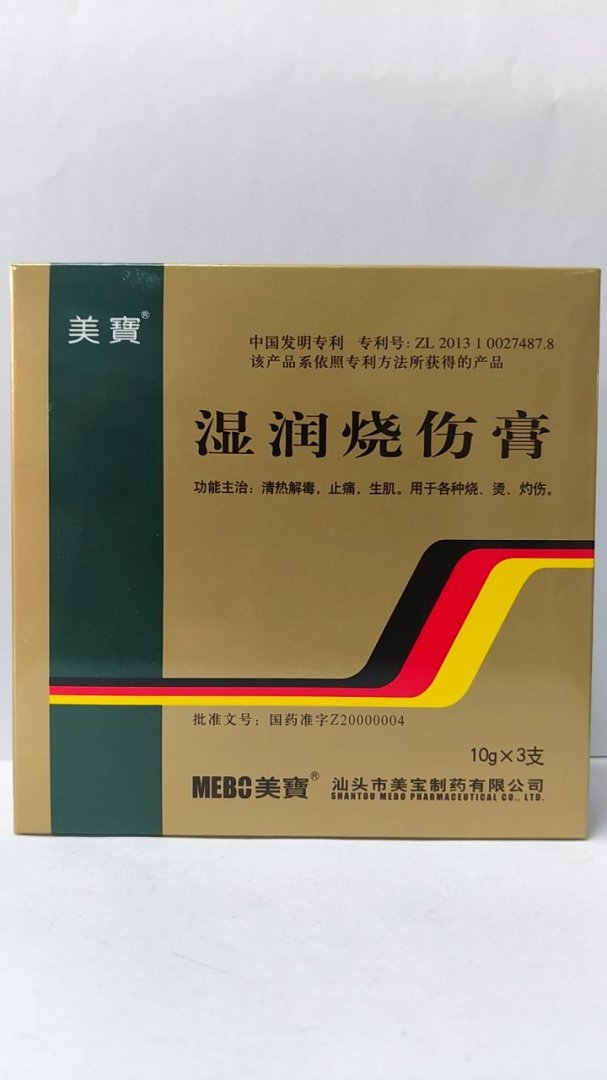 美寶®
中国发明专利 专利号：ZL 2013 1 0027487.8
该产品系依照专利方法所获得的产品
湿润烧伤膏
功能主治：清热解毒，止痛，生肌。用于各种烧、烫、灼伤。
批准文号：国药准字Z20000004
10g×3支
MEBO美寶® 汕头市美宝制药有限公司
SHANTOU MEBO PHARMACEUTICAL CO., LTD.